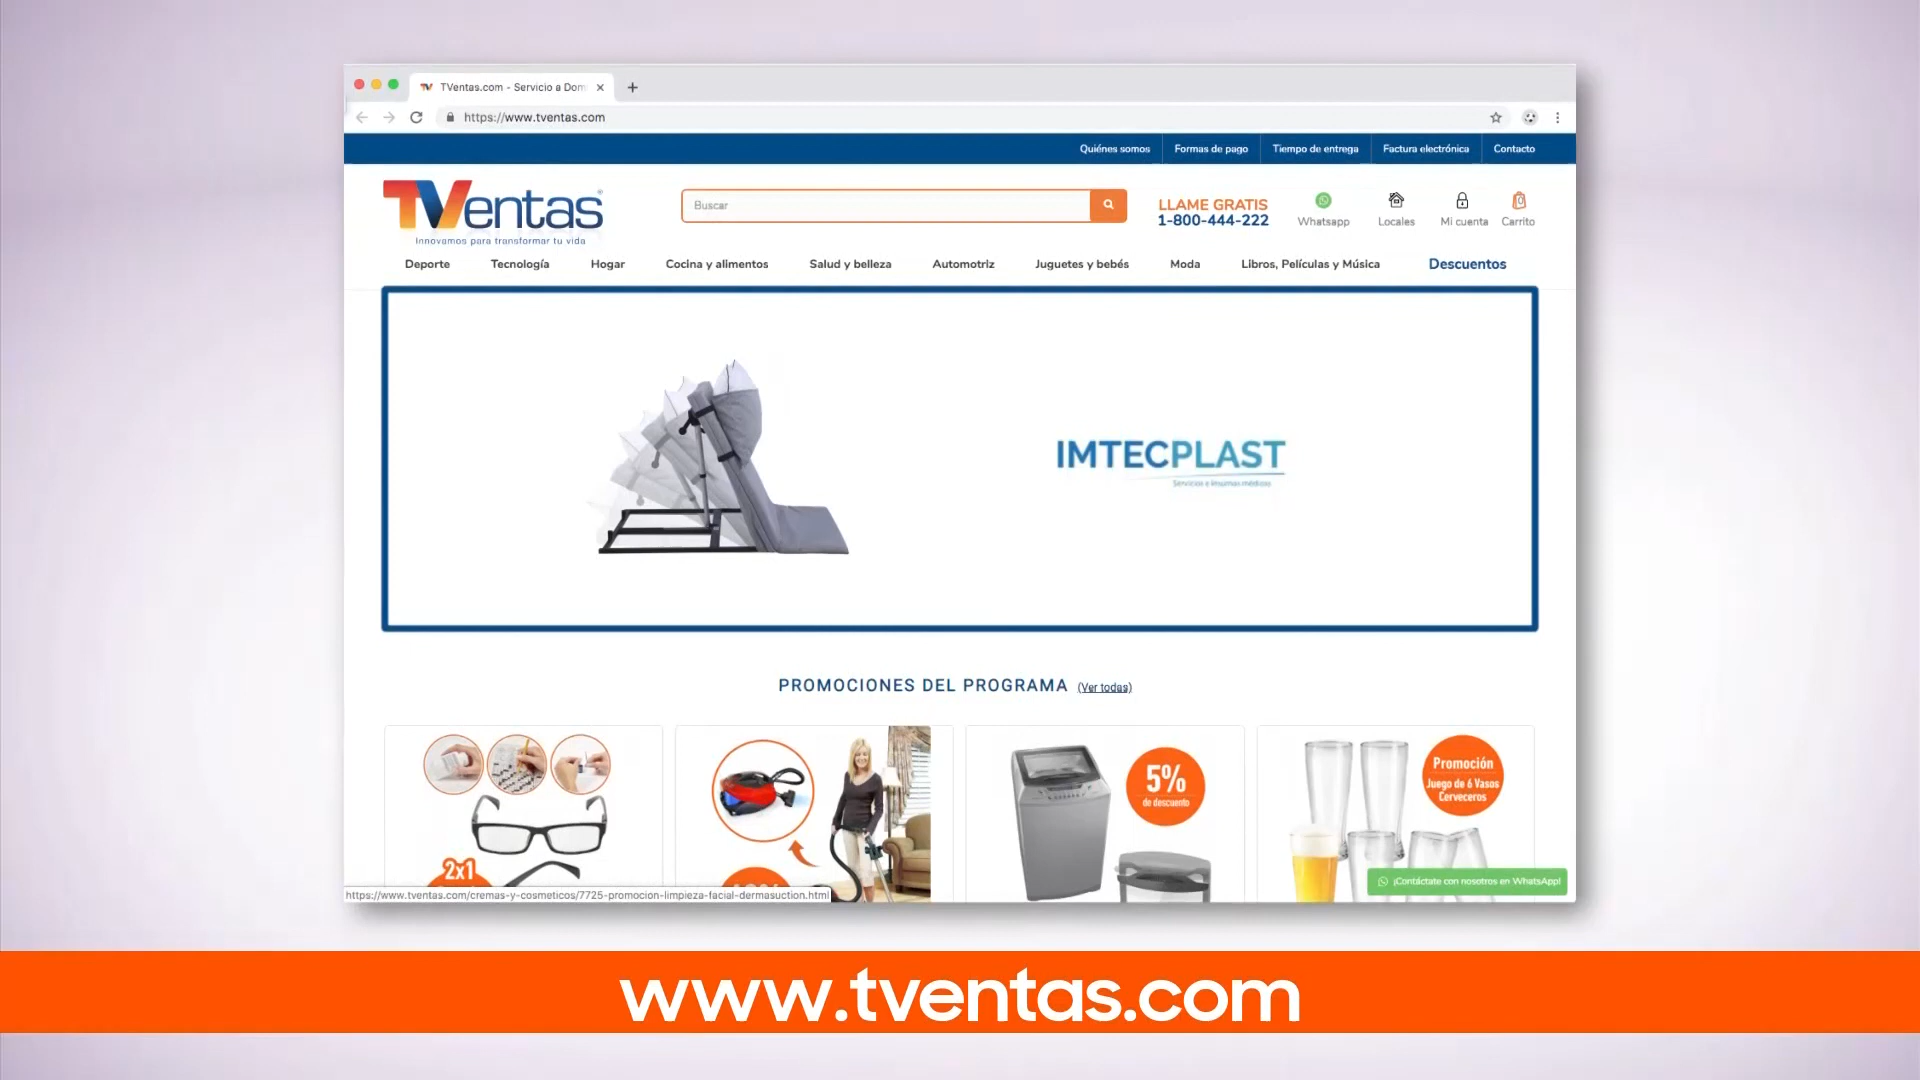 TVentas.com - Servicio a Dom
https://www.tventas.com
Quiénes somos
Formas de pago
Tiempo de entrega
Factura electrónica
Contacto
TVentas®
Innovamos para transformar tu vida
Buscar
LLAME GRATIS
1-800-444-222
Whatsapp
Locales
Mi cuenta
0
Carrito
Deporte
Tecnología
Hogar
Cocina y alimentos
Salud y belleza
Automotriz
Juguetes y bebés
Moda
Libros, Películas y Música
Descuentos
IMTECPLAST
Servicios e insumos médicos
PROMOCIONES DEL PROGRAMA (Ver todas)
2x1
5%
de descuento
Promoción
Juego de 6 Vasos
Cerveceros
¡Contáctate con nosotros en WhatsApp!
https://www.tventas.com/cremas-y-cosmeticos/7725-promocion-limpieza-facial-dermasuction.html
www.tventas.com